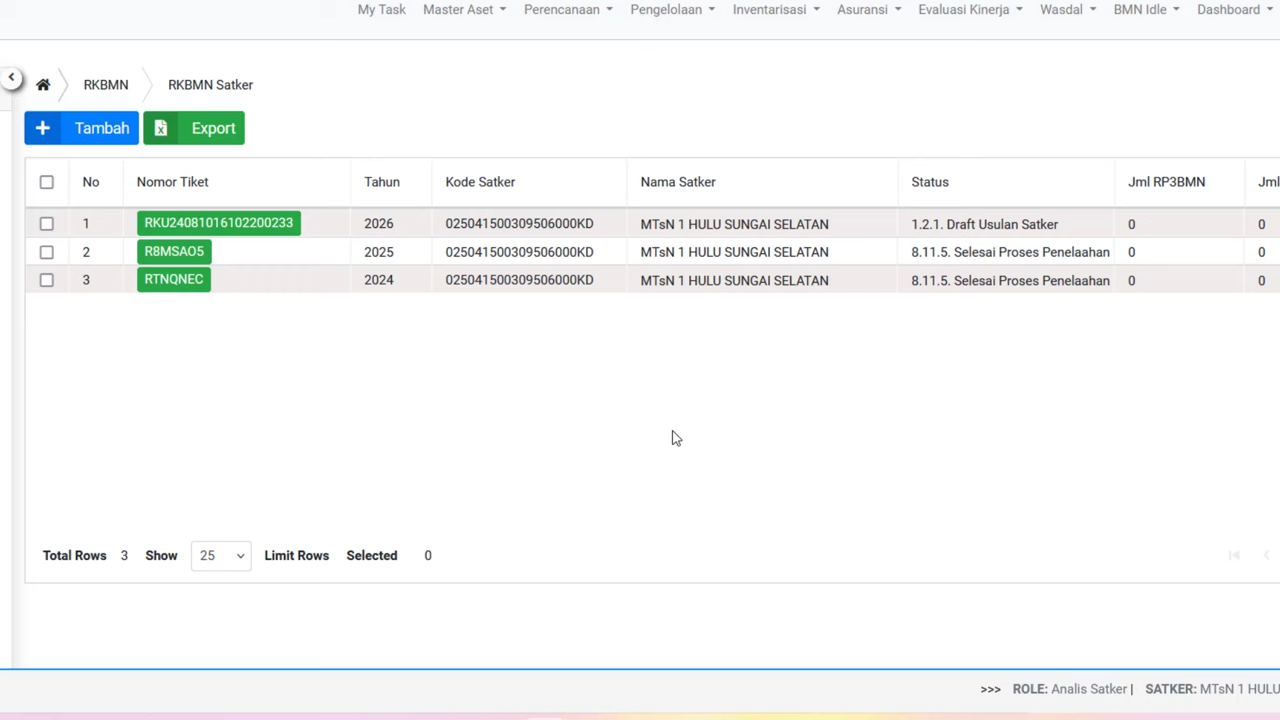 My Task Master Aset Perencanaan Pengelolaan Inventarisasi Asuransi Evaluasi Kinerja Wasdal BMN Idle Dashboard
RKBMN RKBMN Satker
Tambah Export
No Nomor Tiket Tahun Kode Satker Nama Satker Status Jml RP3BMN Jml
1 RKU24081016102200233 2026 025041500309506000KD MTsN 1 HULU SUNGAI SELATAN 1.2.1. Draft Usulan Satker 0 0
2 R8MSAO5 2025 025041500309506000KD MTsN 1 HULU SUNGAI SELATAN 8.11.5. Selesai Proses Penelaahan 0 0
3 RTNQNEC 2024 025041500309506000KD MTsN 1 HULU SUNGAI SELATAN 8.11.5. Selesai Proses Penelaahan 0 0
Total Rows 3 Show 25 Limit Rows Selected 0
>>> ROLE: Analis Satker | SATKER: MTsN 1 HULU